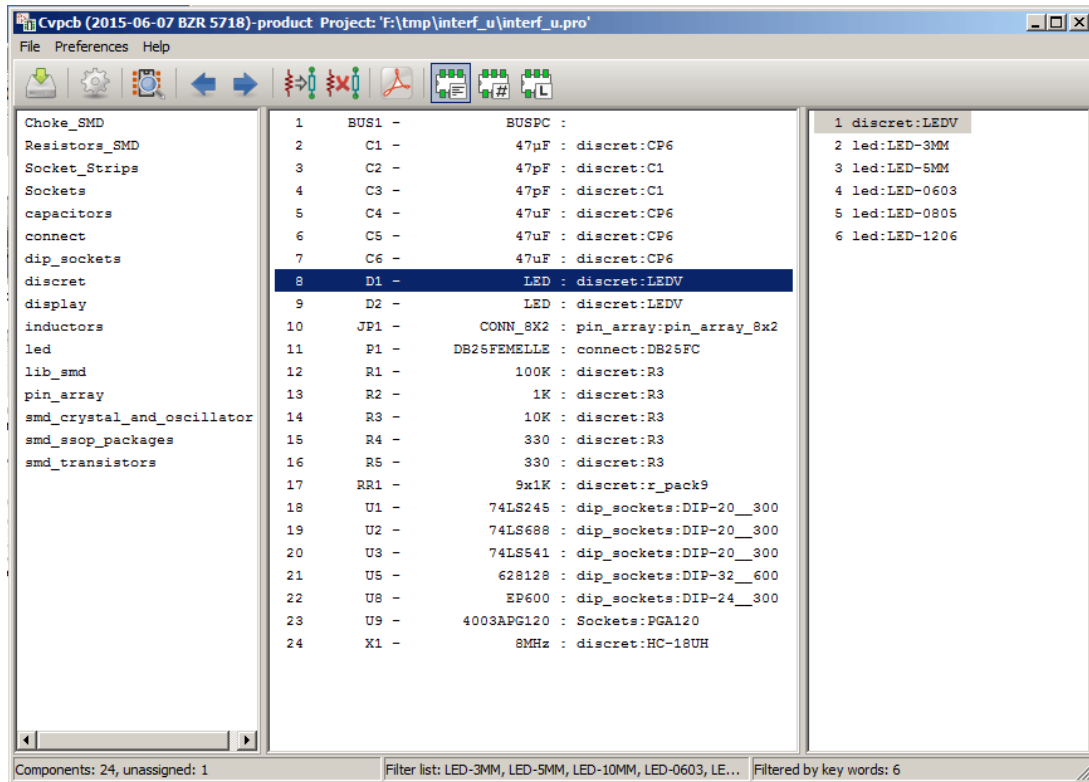 Cvpcb (2015-06-07 BZR 5718)-product Project: 'F:\tmp\interf_u\interf_u.pro'
File Preferences Help
#
L
Choke_SMD
Resistors_SMD
Socket_Strips
Sockets
capacitors
connect
dip_sockets
discret
display
inductors
led
lib_smd
pin_array
smd_crystal_and_oscillator
smd_ssop_packages
smd_transistors
1 BUS1 - BUSPC :
2 C1 - 47µF : discret:CP6
3 C2 - 47pF : discret:C1
4 C3 - 47pF : discret:C1
5 C4 - 47uF : discret:CP6
6 C5 - 47uF : discret:CP6
7 C6 - 47uF : discret:CP6
8 D1 - LED : discret:LEDV
9 D2 - LED : discret:LEDV
10 JP1 - CONN_8X2 : pin_array:pin_array_8x2
11 P1 - DB25FEMELLE : connect:DB25FC
12 R1 - 100K : discret:R3
13 R2 - 1K : discret:R3
14 R3 - 10K : discret:R3
15 R4 - 330 : discret:R3
16 R5 - 330 : discret:R3
17 RR1 - 9x1K : discret:r_pack9
18 U1 - 74LS245 : dip_sockets:DIP-20__300
19 U2 - 74LS688 : dip_sockets:DIP-20__300
20 U3 - 74LS541 : dip_sockets:DIP-20__300
21 U5 - 628128 : dip_sockets:DIP-32__600
22 U8 - EP600 : dip_sockets:DIP-24__300
23 U9 - 4003APG120 : Sockets:PGA120
24 X1 - 8MHz : discret:HC-18UH
1 discret:LEDV
2 led:LED-3MM
3 led:LED-5MM
4 led:LED-0603
5 led:LED-0805
6 led:LED-1206
Components: 24, unassigned: 1
Filter list: LED-3MM, LED-5MM, LED-10MM, LED-0603, LE...
Filtered by key words: 6